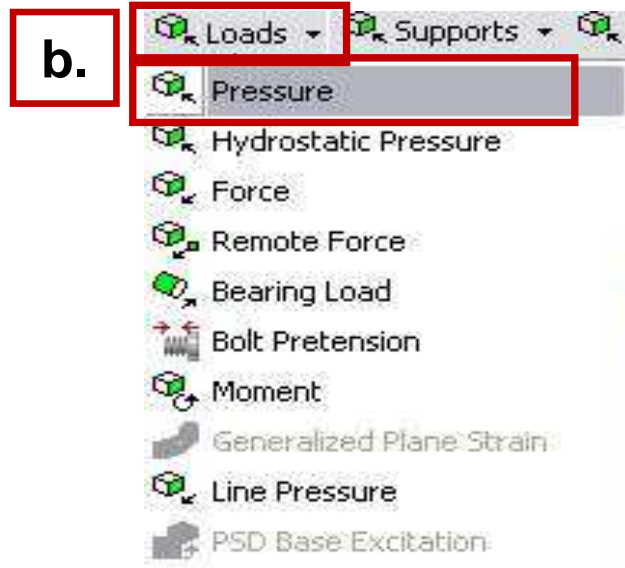 b.
Loads Supports
Pressure
Hydrostatic Pressure
Force
Remote Force
Bearing Load
Bolt Pretension
Moment
Generalized Plane Strain
Line Pressure
PSD Base Excitation